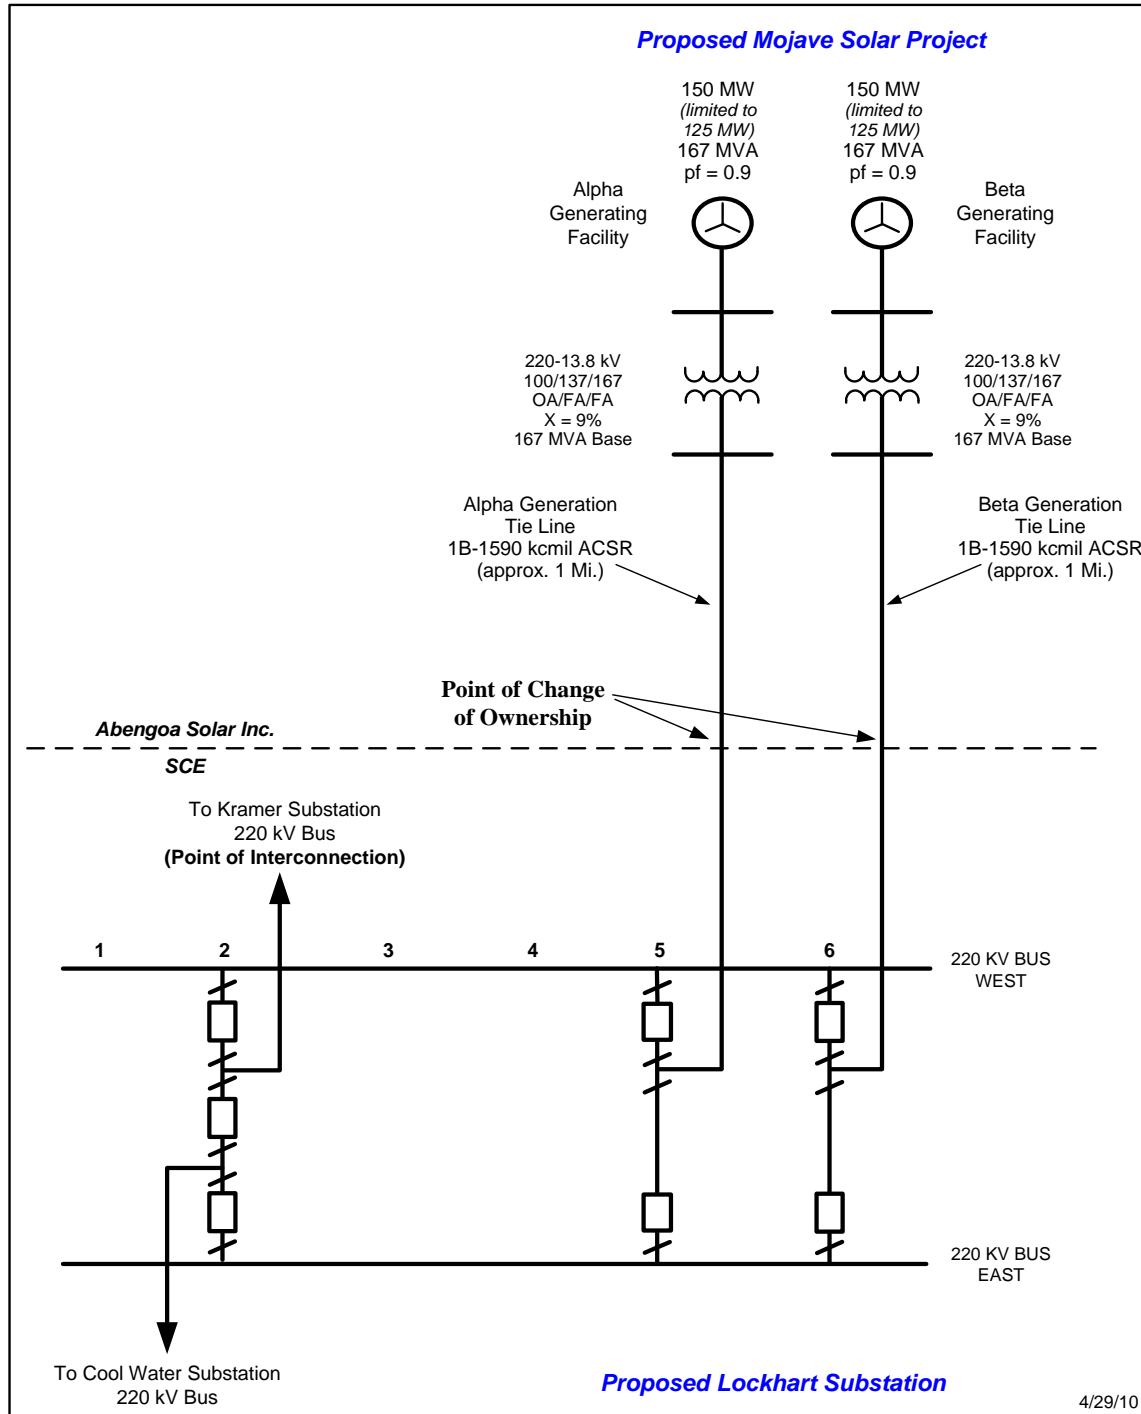 Proposed Mojave Solar Project
150 MW
(limited to
125 MW)
167 MVA
pf = 0.9
150 MW
(limited to
125 MW)
167 MVA
pf = 0.9
Alpha
Generating
Facility
Beta
Generating
Facility
220-13.8 kV
100/137/167
OA/FA/FA
X = 9%
167 MVA Base
220-13.8 kV
100/137/167
OA/FA/FA
X = 9%
167 MVA Base
Alpha Generation
Tie Line
1B-1590 kcmil ACSR
(approx. 1 Mi.)
Beta Generation
Tie Line
1B-1590 kcmil ACSR
(approx. 1 Mi.)
Point of Change
of Ownership
Abengoa Solar Inc.
SCE
To Kramer Substation
220 kV Bus
(Point of Interconnection)
1 2 3 4 5 6
220 KV BUS
WEST
220 KV BUS
EAST
To Cool Water Substation
220 kV Bus
Proposed Lockhart Substation
4/29/10